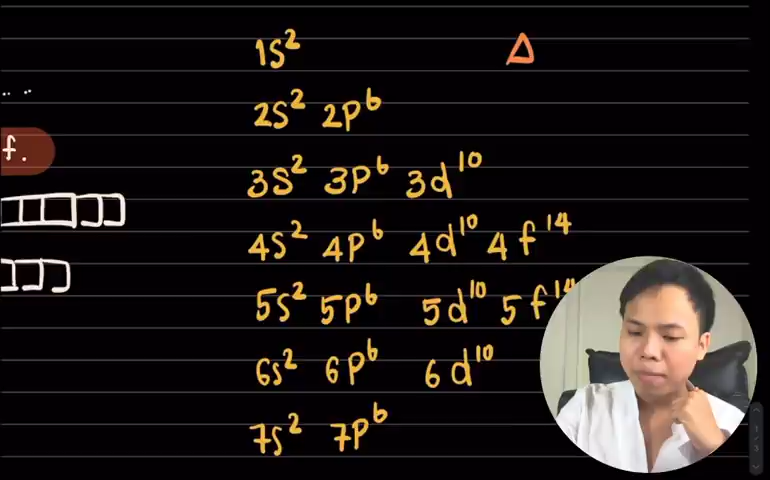 1s² Δ
..
2s² 2p⁶
f.
3s² 3p⁶ 3d¹⁰
4s² 4p⁶ 4d¹⁰ 4f¹⁴
5s² 5p⁶ 5d¹⁰ 5f¹⁴
6s² 6p⁶ 6d¹⁰
7s² 7p⁶